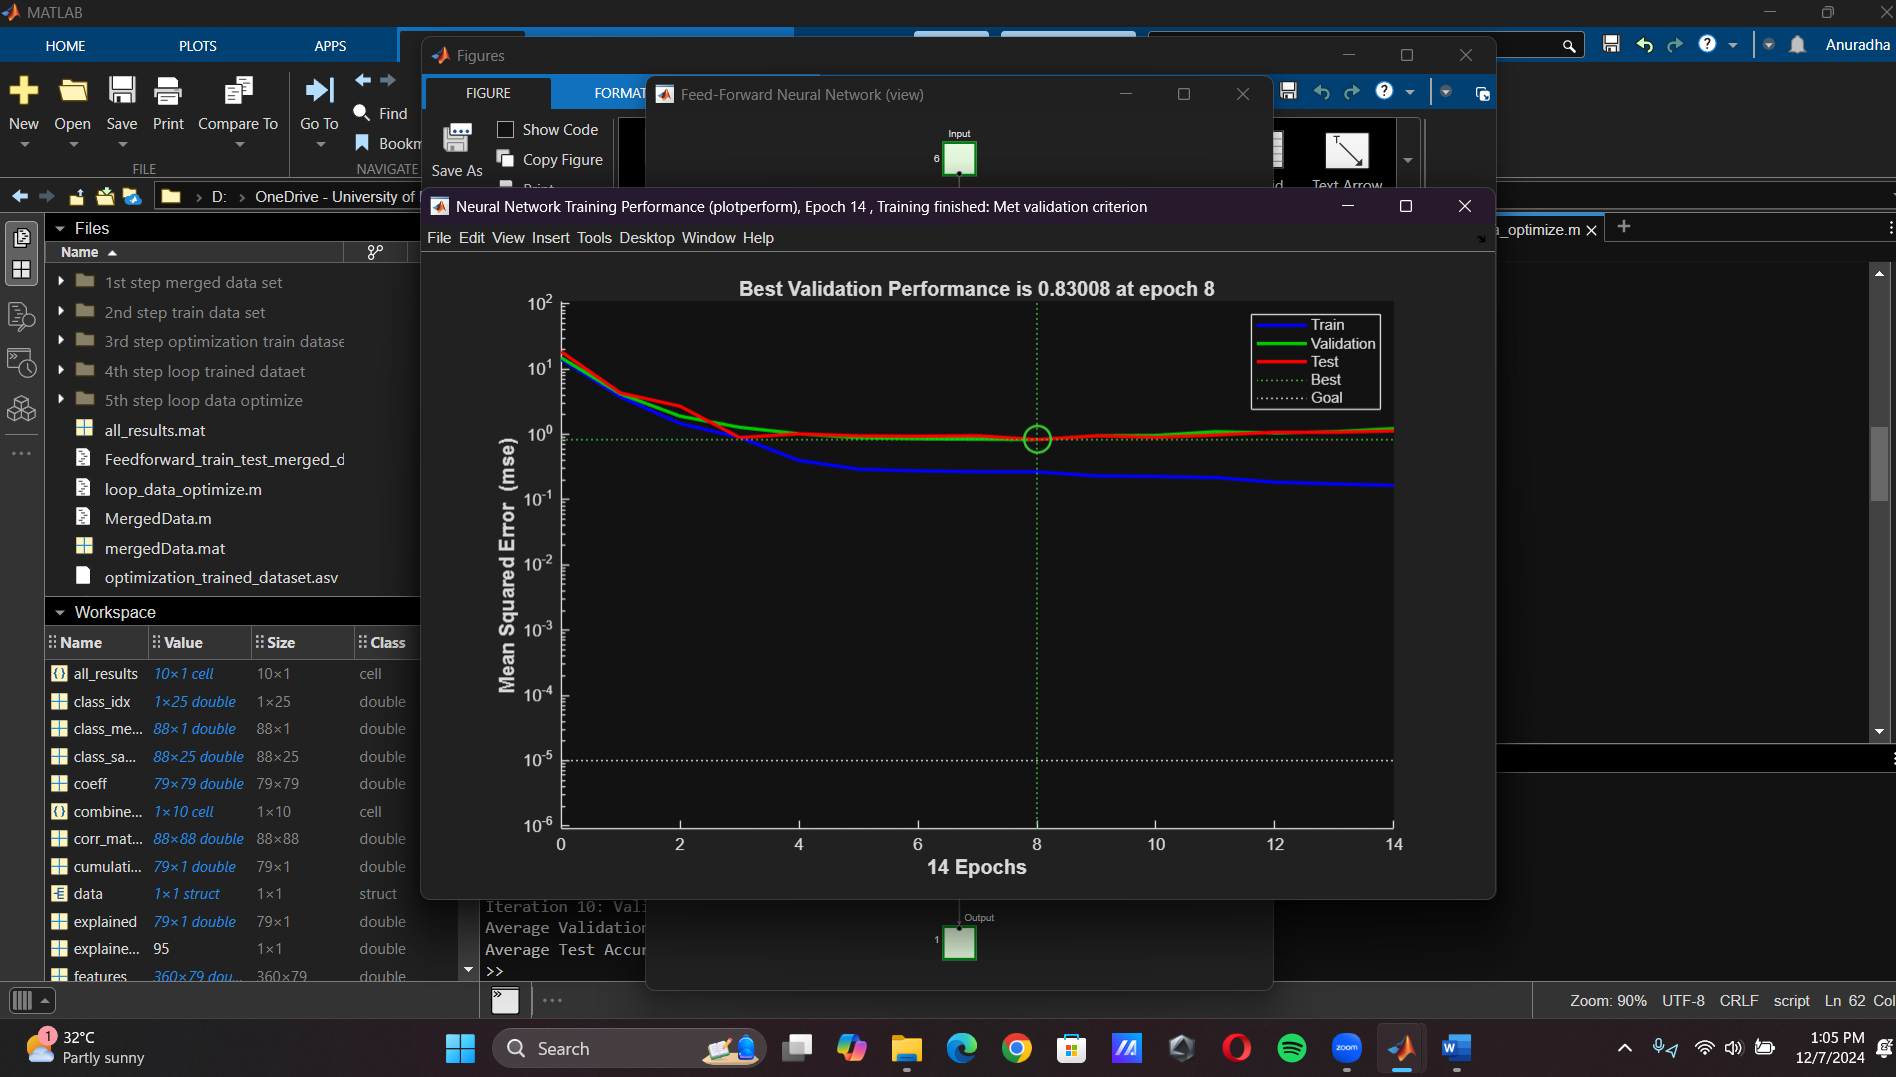 MATLAB
HOME
PLOTS
APPS
Anuradha
New
Open
Save
Print
Compare To
Go To
Find
FILE
NAVIGATE
D:
OneDrive - University of
Figures
FIGURE
Save As
Show Code
Copy Figure
Feed-Forward Neural Network (view)
Input
6
Text Arrow
_optimize.m
Neural Network Training Performance (plotperform), Epoch 14 , Training finished: Met validation criterion
File Edit View Insert Tools Desktop Window Help
Best Validation Performance is 0.83008 at epoch 8
Train
Validation
Test
Best
Goal
10²
10¹
10⁰
10⁻¹
10⁻²
10⁻³
10⁻⁴
10⁻⁵
10⁻⁶
Mean Squared Error (mse)
0 2 4 6 8 10 12 14
14 Epochs
Files
Name
1st step merged data set
2nd step train data set
3rd step optimization train datase
4th step loop trained dataet
5th step loop data optimize
all_results.mat
Feedforward_train_test_merged_d
loop_data_optimize.m
MergedData.m
mergedData.mat
optimization_trained_dataset.asv
Workspace
Name Value Size Class
all_results 10×1 cell 10×1 cell
class_idx 1×25 double 1×25 double
class_me... 88×1 double 88×1 double
class_sa... 88×25 double 88×25 double
coeff 79×79 double 79×79 double
combine... 1×10 cell 1×10 cell
corr_mat... 88×88 double 88×88 double
cumulati... 79×1 double 79×1 double
data 1×1 struct 1×1 struct
explained 79×1 double 79×1 double
explaine... 95 1×1 double
features 360×79 dou... 360×79 double
Iteration 10:
Average
Average Test
>>
Output
1
Zoom: 90% UTF-8 CRLF script Ln 62 Col
1
32°C
Partly sunny
Search
zoom
W
1:05 PM
12/7/2024